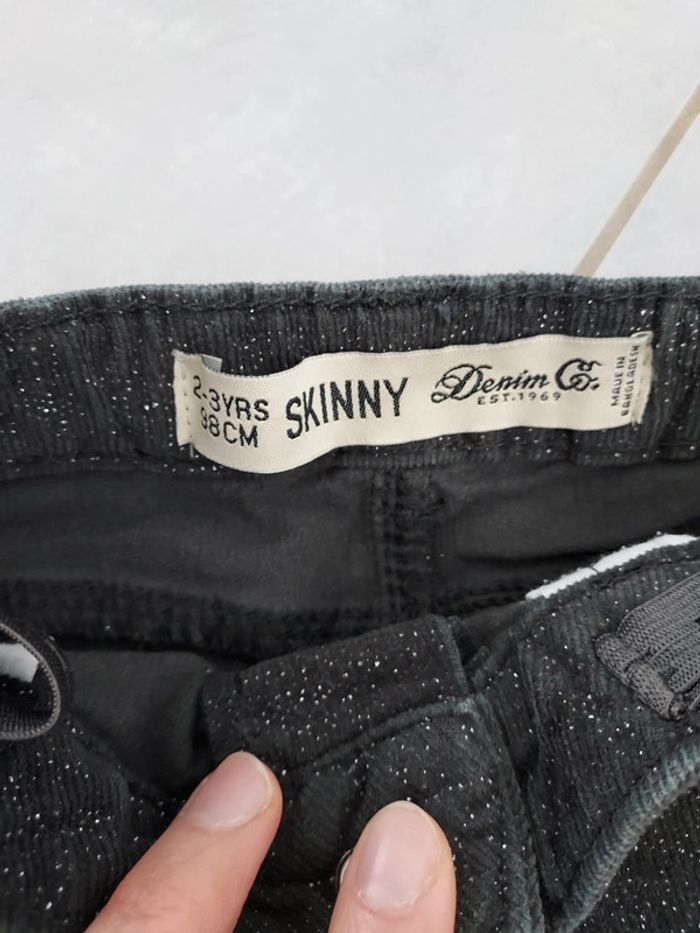 2-3YRS
98CM
SKINNY
Denim Co.
EST.1969
MADE IN
BANGLADESH